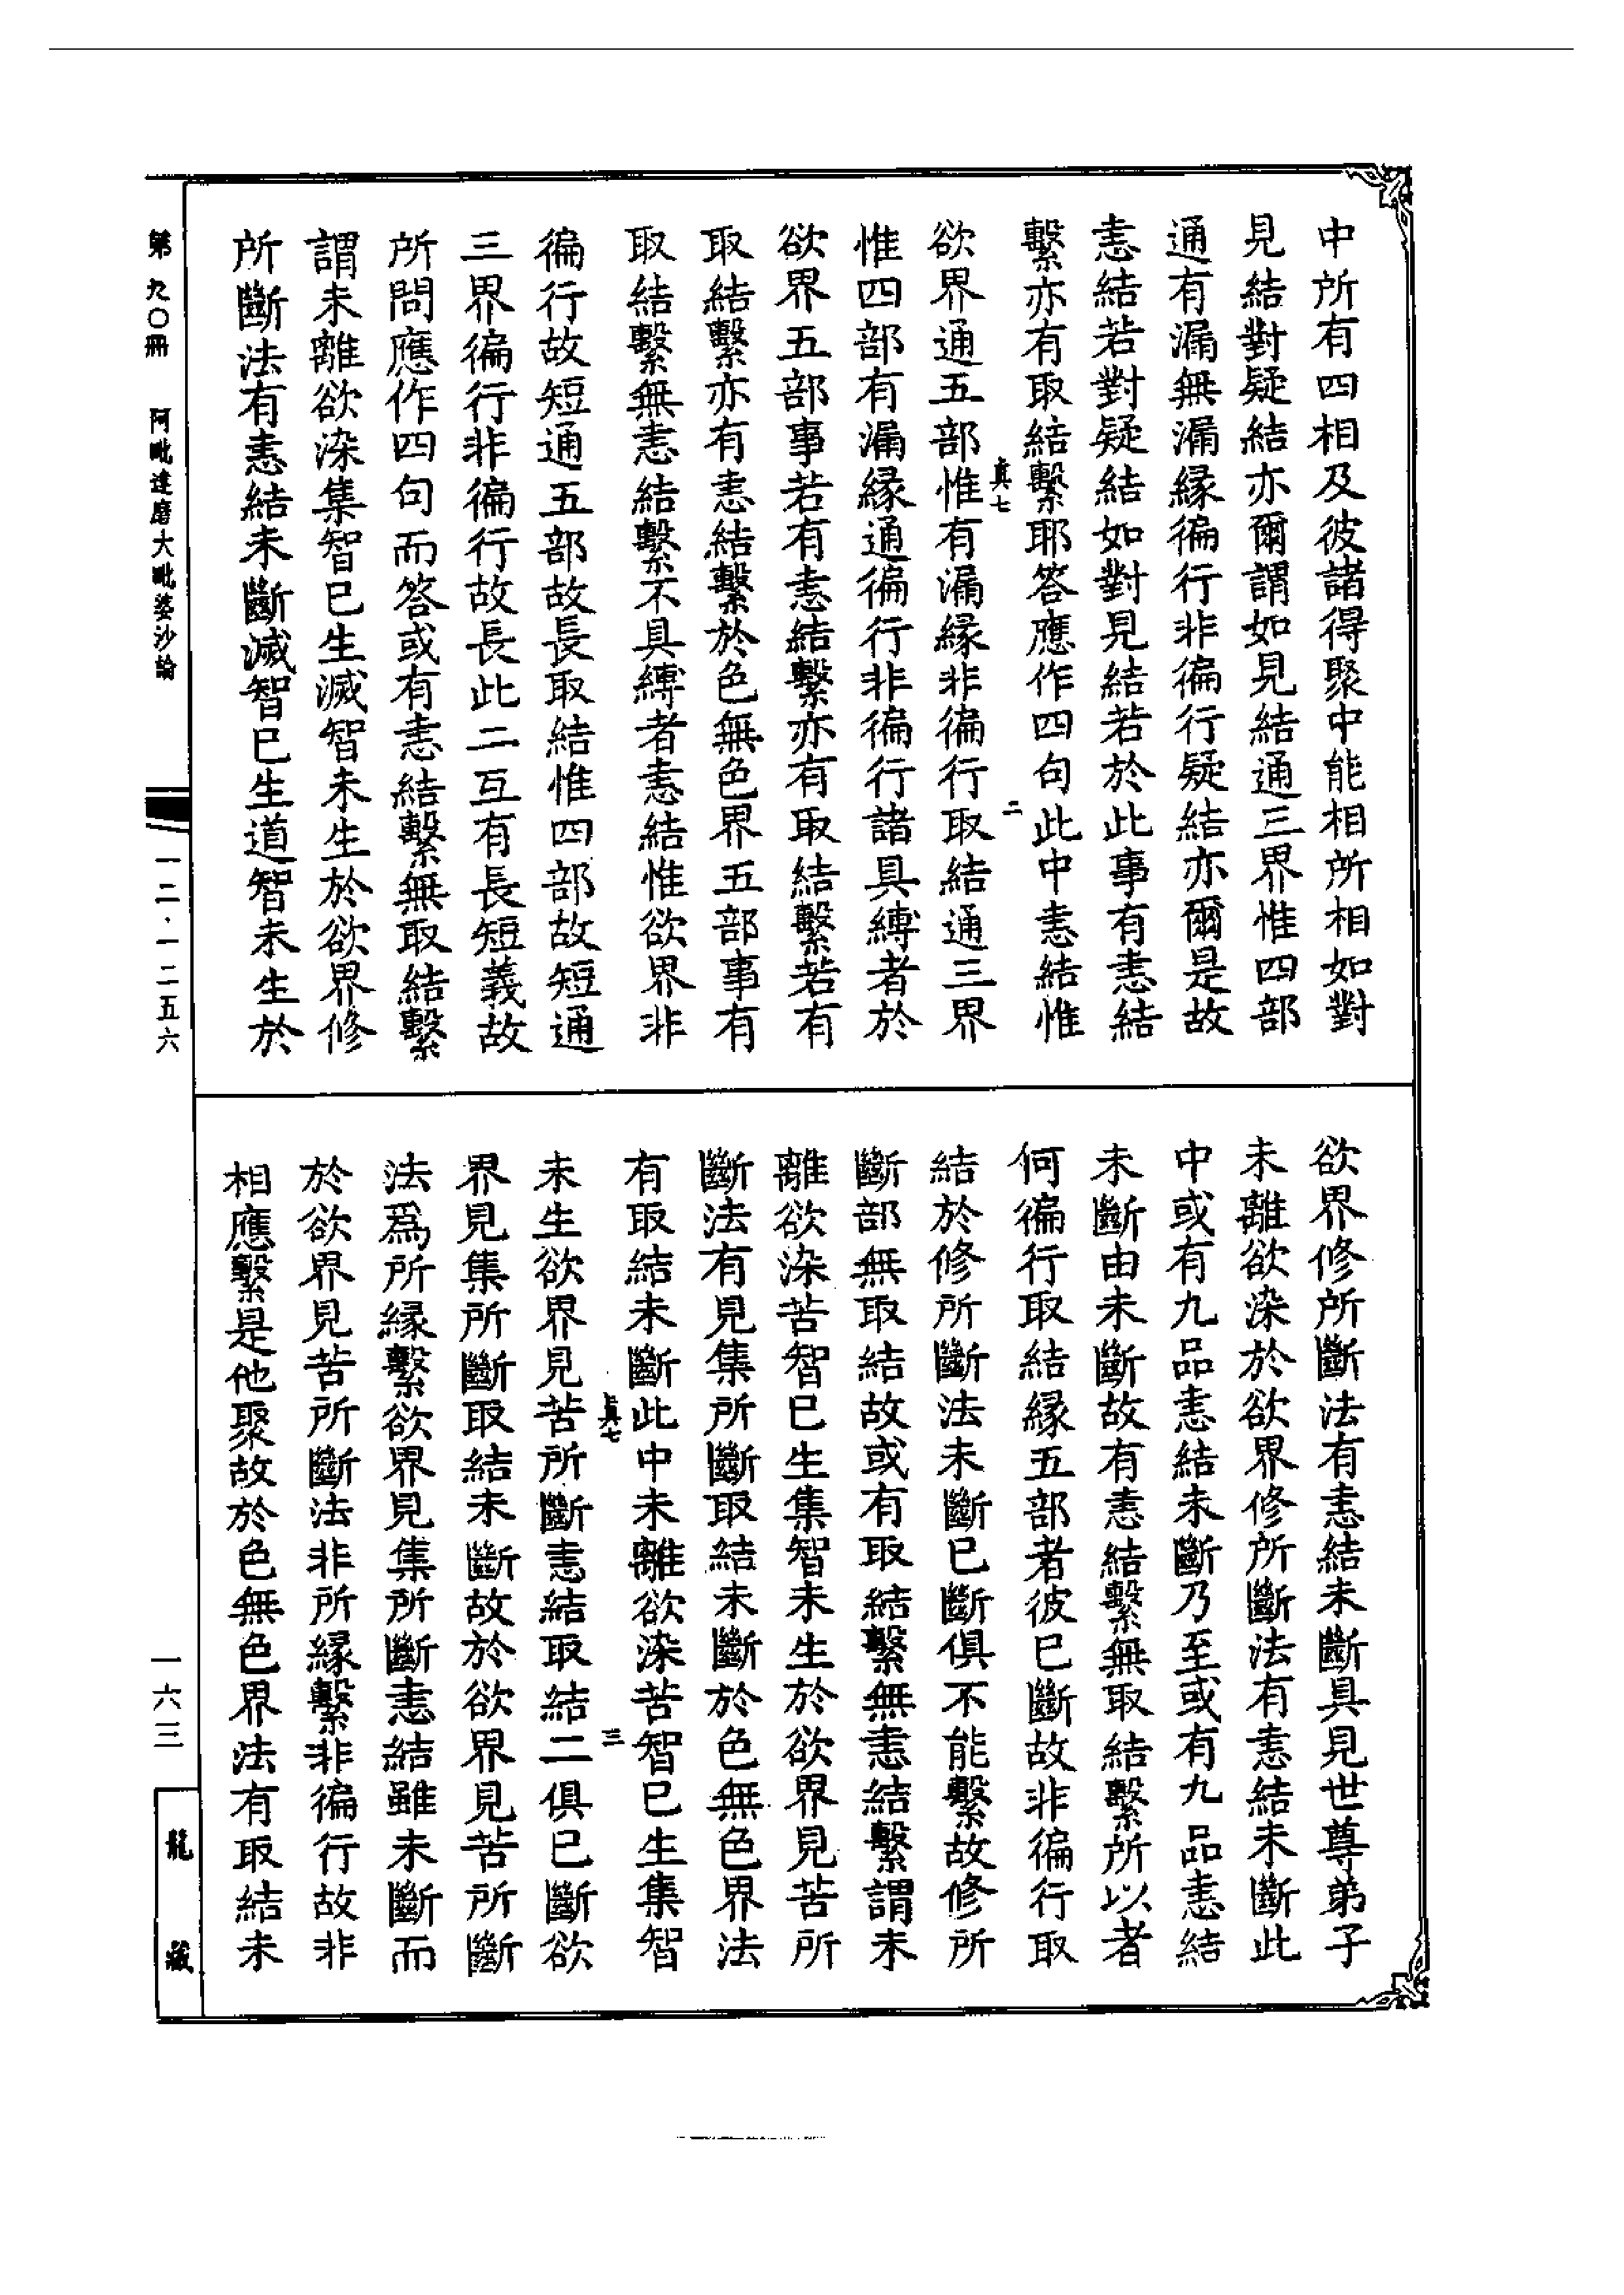 中所有四相及彼諸得聚中能相所相如對
見結對疑結亦爾謂如見結通三界惟四部
通有漏無漏緣徧行非徧行疑結亦爾是故
恚結若對疑結如對見結若於此事有恚結
繫亦有取結繫耶答應作四句此中恚結惟
真七
二
欲界通五部惟有漏緣非徧行取結通三界
惟四部有漏緣通徧行非徧行諸具縛者於
欲界五部事若有恚結繫亦有取結繫若有
取結繫亦有恚結繫於色無色界五部事有
取結繫無恚結繫不具縛者恚結惟欲界非
徧行故短通五部故長取結惟四部故短通
三界徧行非徧行故長此二互有長短義故
所問應作四句而答或有恚結繫無取結繫
謂未離欲染集智已生滅智未生於欲界修
所斷法有恚結未斷滅智已生道智未生於
欲界修所斷法有恚結未斷具見世尊弟子
未離欲染於欲界修所斷法有恚結未斷此
中或有九品恚結未斷乃至或有九品恚結
未斷由未斷故有恚結繫無取結繫所以者
何徧行取結緣五部者彼已斷故非徧行取
結於修所斷法未斷已斷俱不能繫故修所
斷部無取結故或有取結繫無恚結繫謂未
離欲染苦智已生集智未生於欲界見苦所
斷法有見集所斷取結未斷於色無色界法
有取結未斷此中未離欲染苦智已生集智
真七
三
未生欲界見苦所斷恚結取結二俱已斷欲
界見集所斷取結未斷故於欲界見苦所斷
法爲所緣繫欲界見集所斷恚結雖未斷而
於欲界見苦所斷法非所緣繫非徧行故非
相應繫是他聚故於色無色界法有取結未
第九〇冊　阿毗達磨大毗婆沙論
一二·一二五六
一六三
龍藏